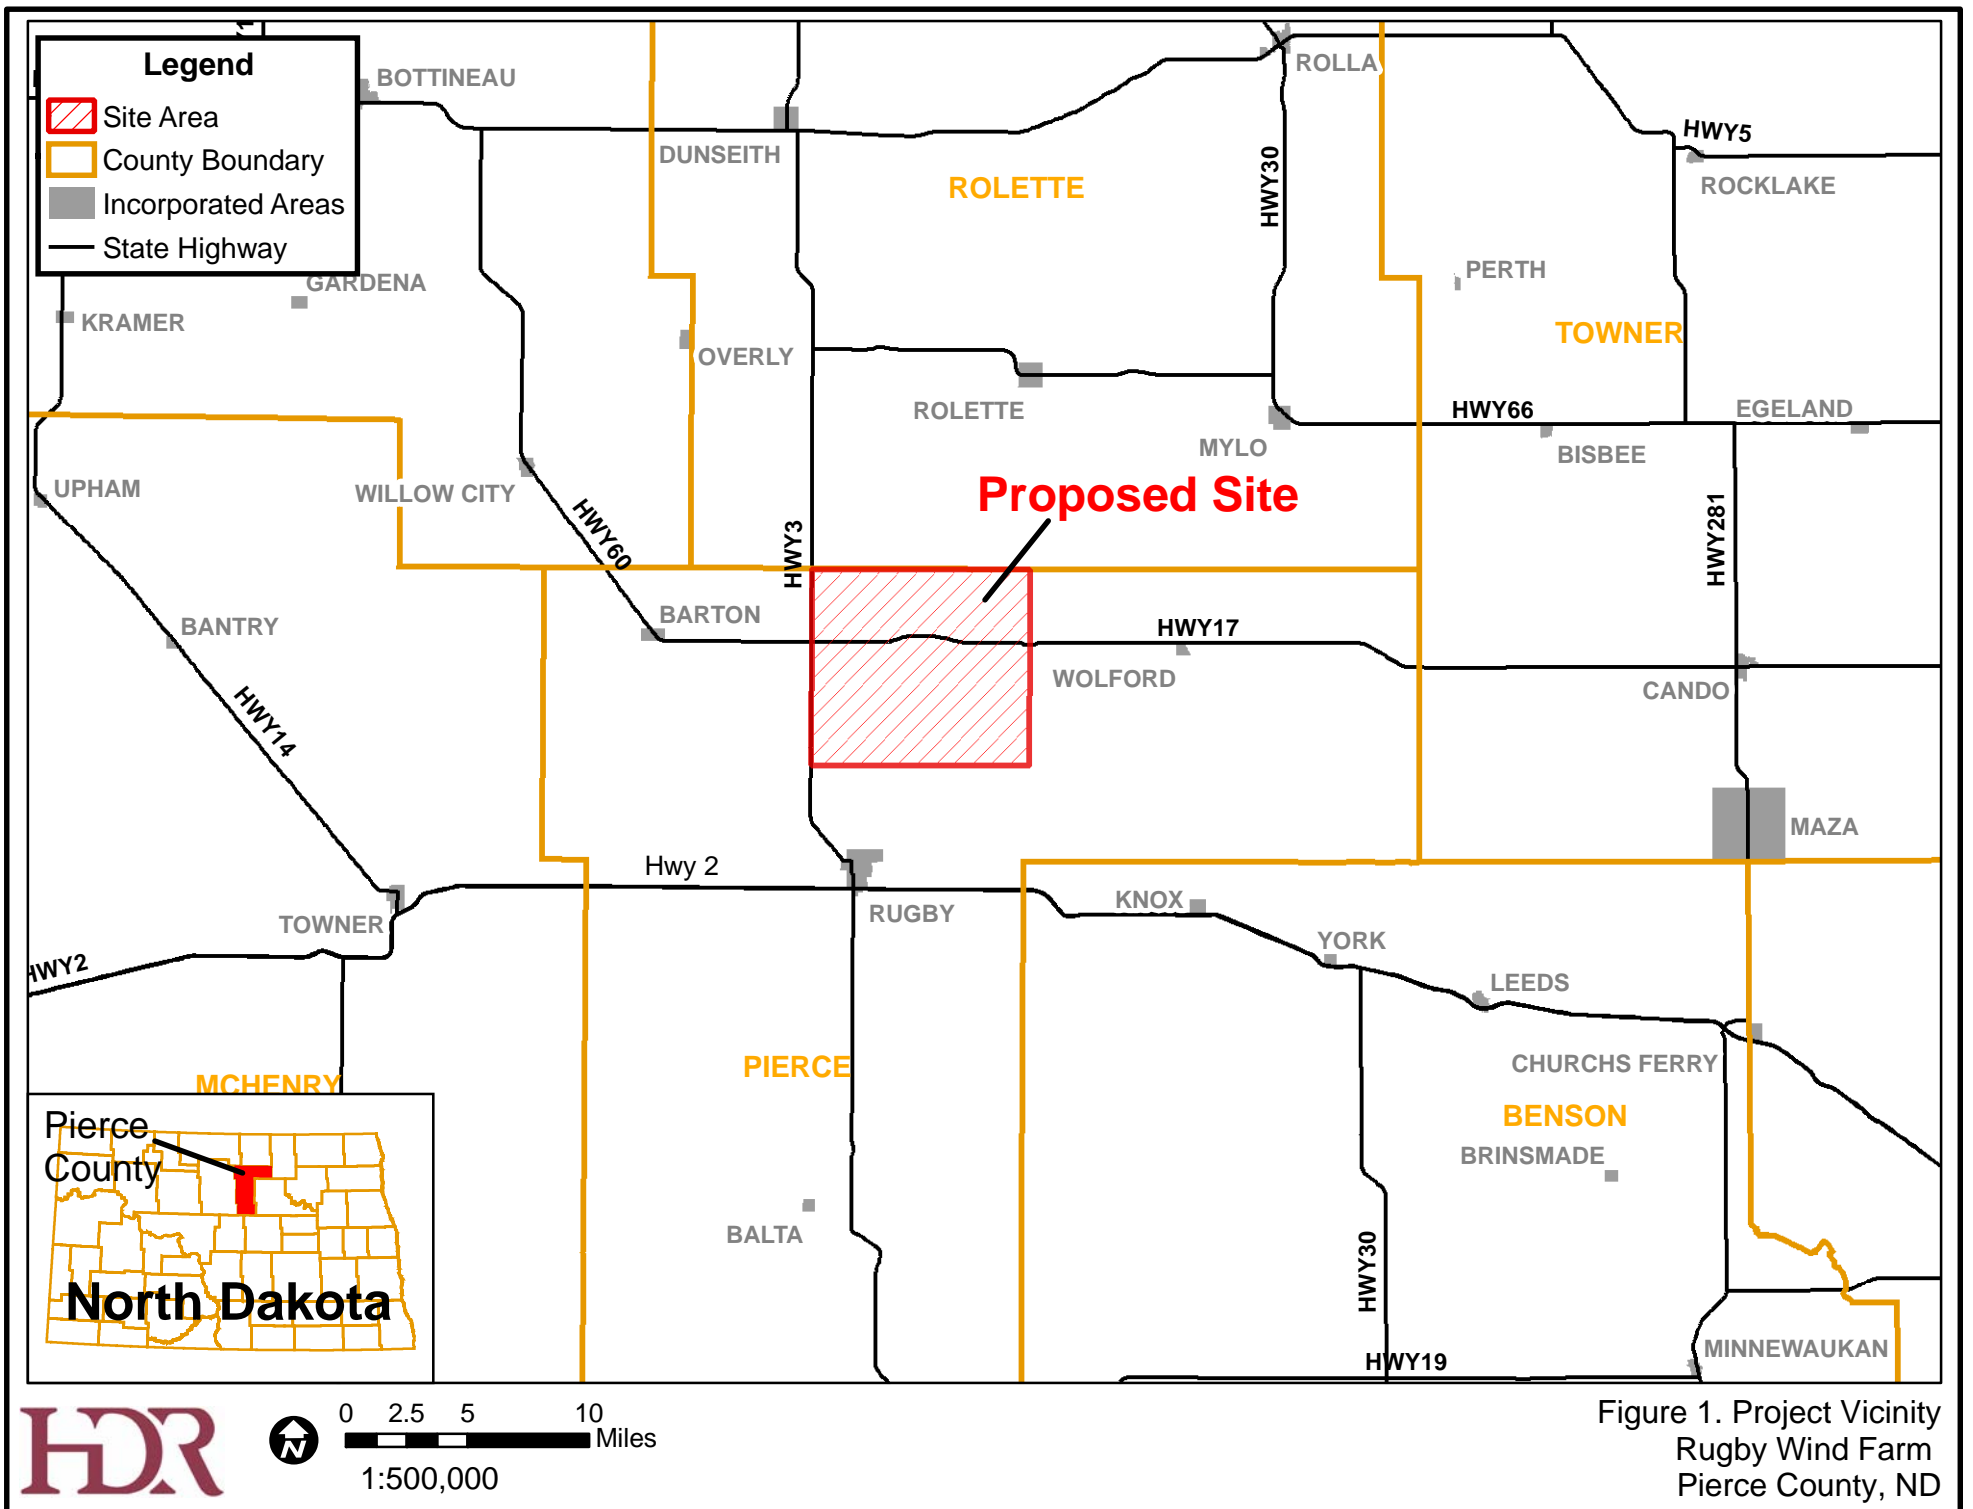 Legend
Site Area
County Boundary
Incorporated Areas
State Highway
BOTTINEAU
ROLLA
DUNSEITH
HWY5
ROCKLAKE
ROLETTE
HWY30
PERTH
GARDENA
KRAMER
TOWNER
OVERLY
ROLETTE
HWY66
EGELAND
MYLO
BISBEE
UPHAM
WILLOW CITY
Proposed Site
HWY60
HWY3
HWY281
BARTON
BANTRY
HWY17
WOLFORD
CANDO
HWY14
MAZA
Hwy 2
KNOX
RUGBY
TOWNER
YORK
HWY2
LEEDS
CHURCHS FERRY
PIERCE
MCHENRY
BENSON
BRINSMADE
Pierce
County
BALTA
HWY30
North Dakota
MINNEWAUKAN
HWY19
HDR
N
0 2.5 5 10
Miles
1:500,000
Figure 1. Project Vicinity
Rugby Wind Farm
Pierce County, ND